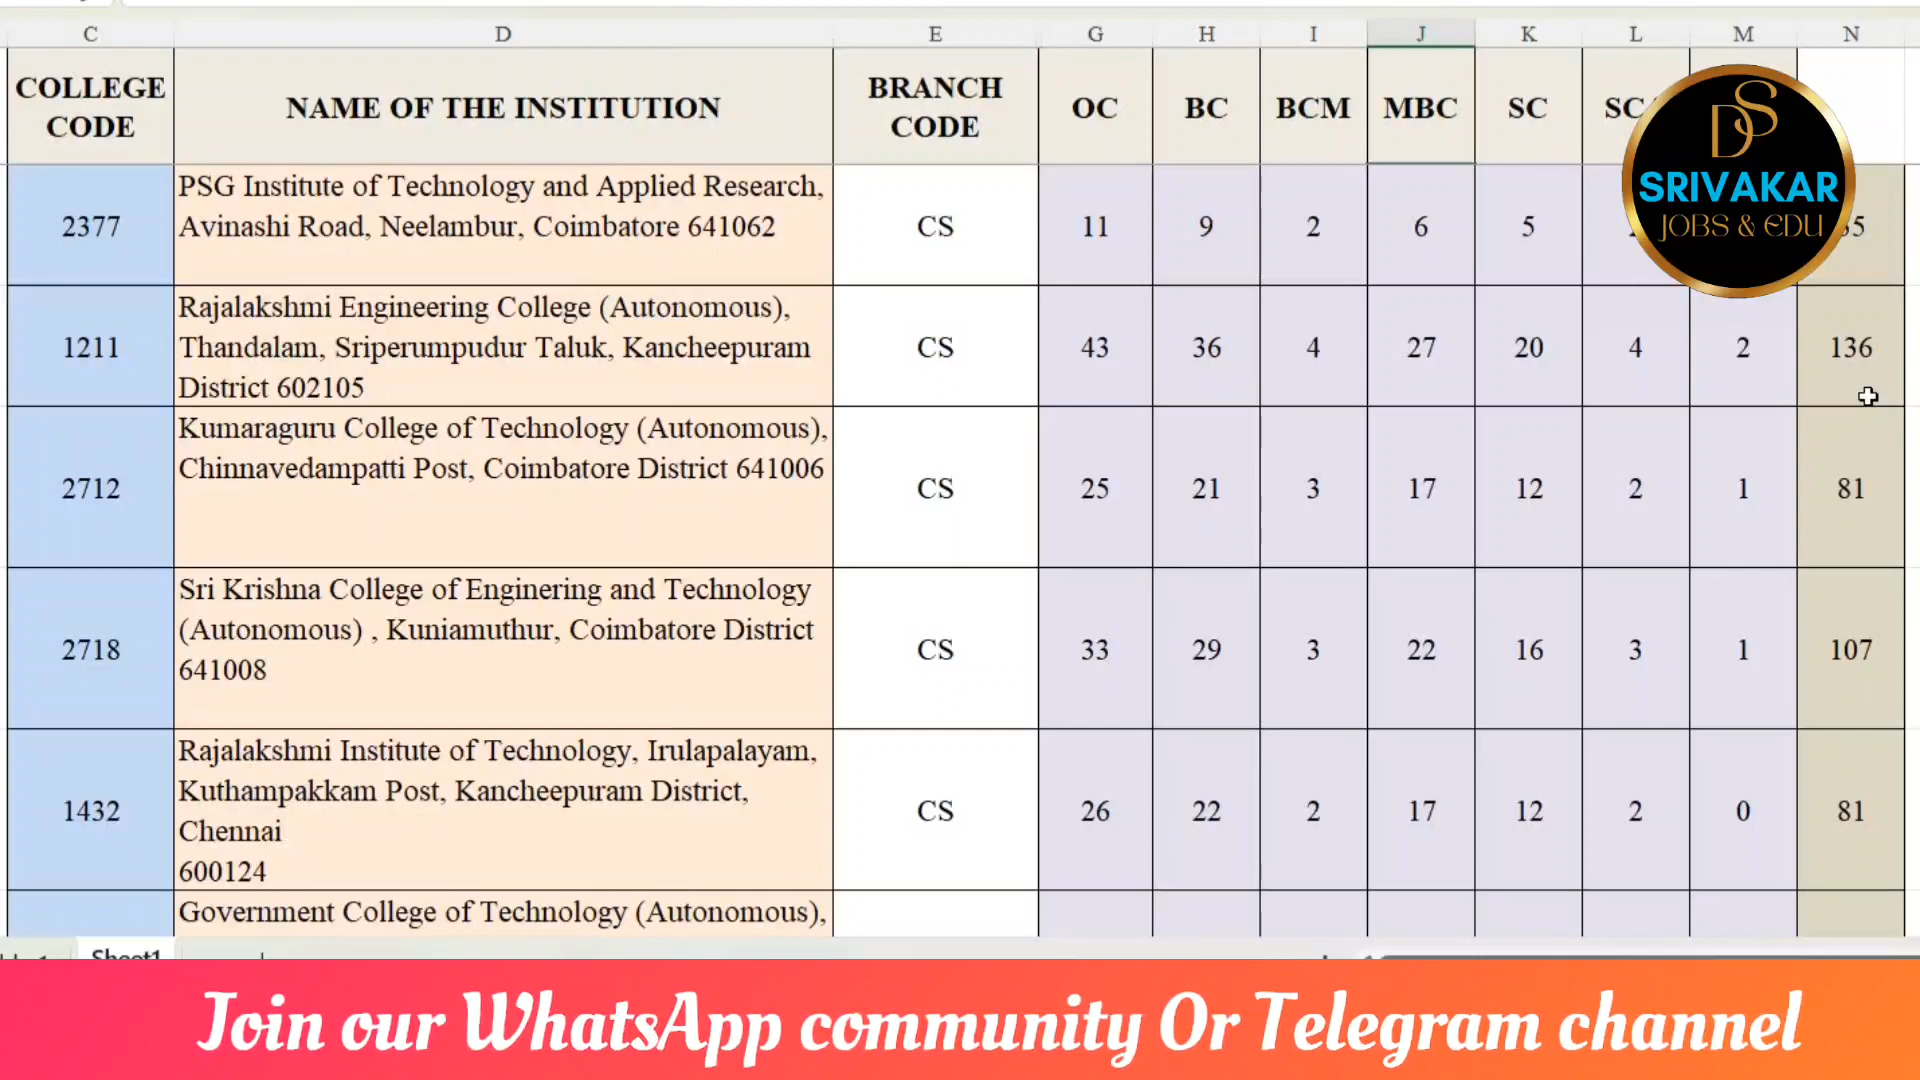 C D E G H I J K L M N
COLLEGE CODE NAME OF THE INSTITUTION BRANCH CODE OC BC BCM MBC SC
DS
SRIVAKAR
JOBS & EDU
2377 PSG Institute of Technology and Applied Research,
Avinashi Road, Neelambur, Coimbatore 641062 CS 11 9 2 6 5
1211 Rajalakshmi Engineering College (Autonomous),
Thandalam, Sriperumpudur Taluk, Kancheepuram
District 602105 CS 43 36 4 27 20 4 2 136
2712 Kumaraguru College of Technology (Autonomous),
Chinnavedampatti Post, Coimbatore District 641006 CS 25 21 3 17 12 2 1 81
2718 Sri Krishna College of Enginering and Technology
(Autonomous) , Kuniamuthur, Coimbatore District
641008 CS 33 29 3 22 16 3 1 107
1432 Rajalakshmi Institute of Technology, Irulapalayam,
Kuthampakkam Post, Kancheepuram District,
Chennai
600124 CS 26 22 2 17 12 2 0 81
Government College of Technology (Autonomous),
Sheet1
Join our WhatsApp community Or Telegram channel